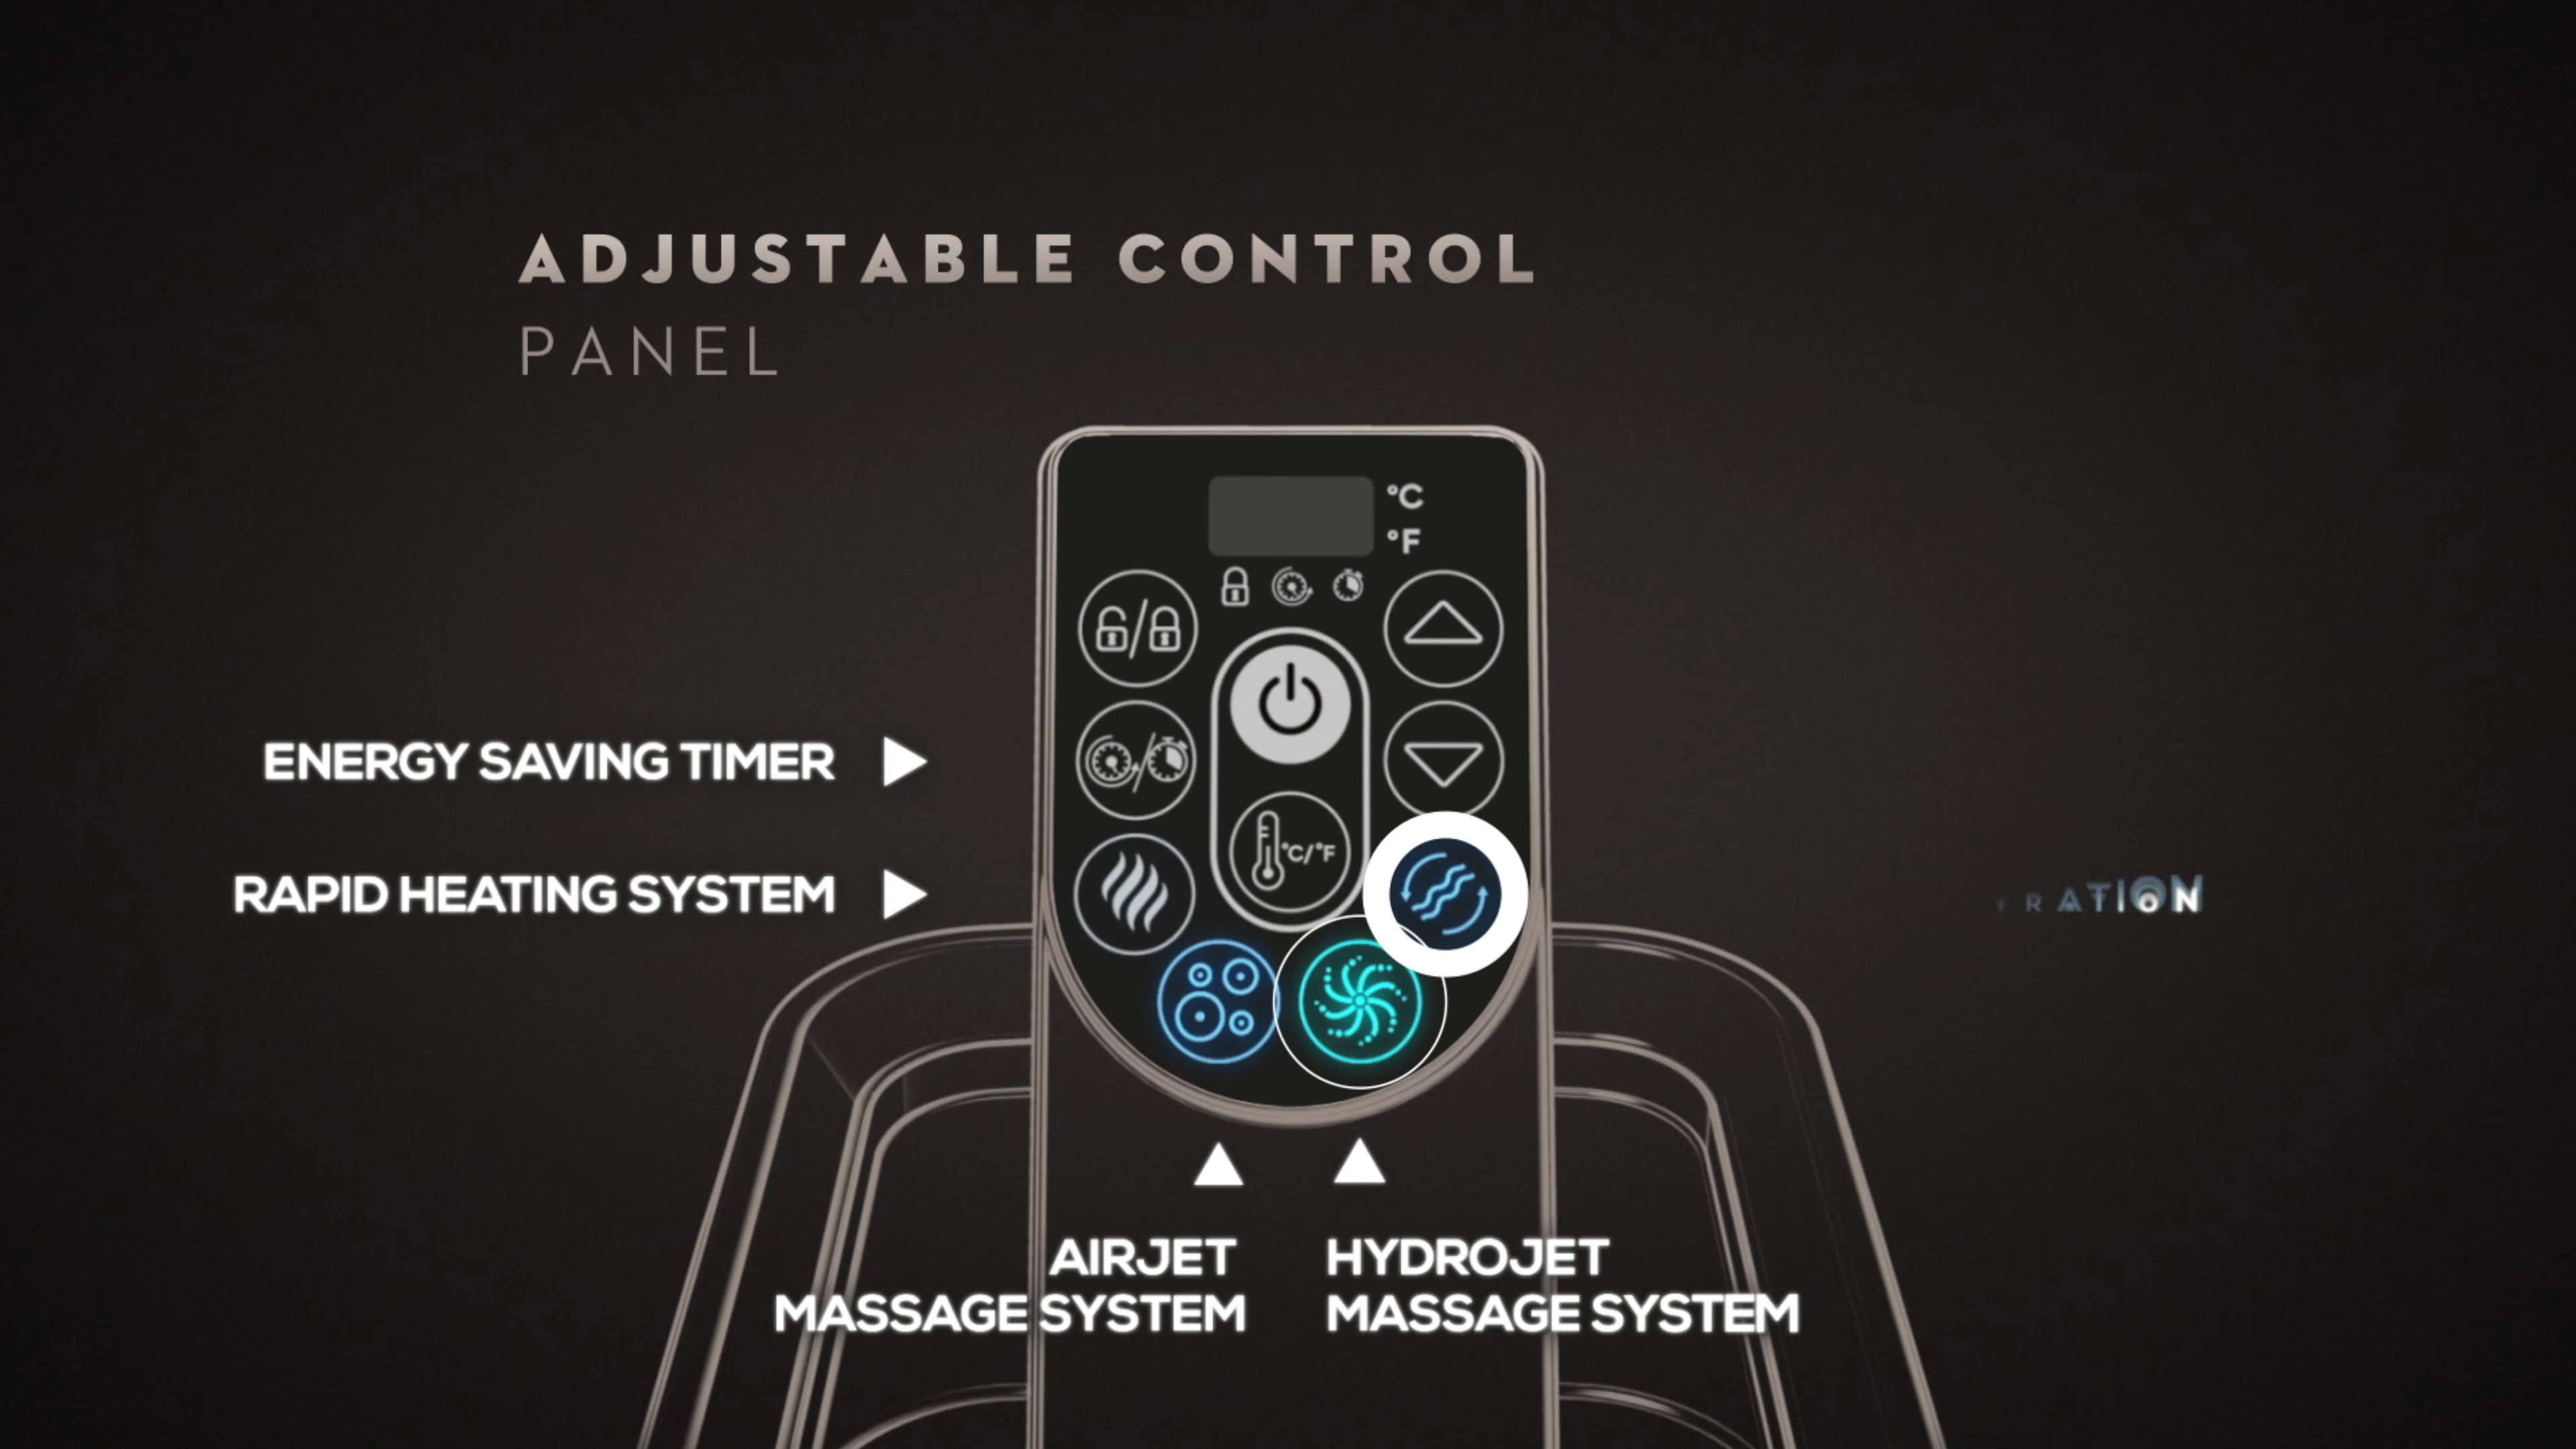 ADJUSTABLE CONTROL
PANEL
°C
°F
ENERGY SAVING TIMER
°C/°F
RAPID HEATING SYSTEM
AIRJET
MASSAGE SYSTEM
HYDROJET
MASSAGE SYSTEM